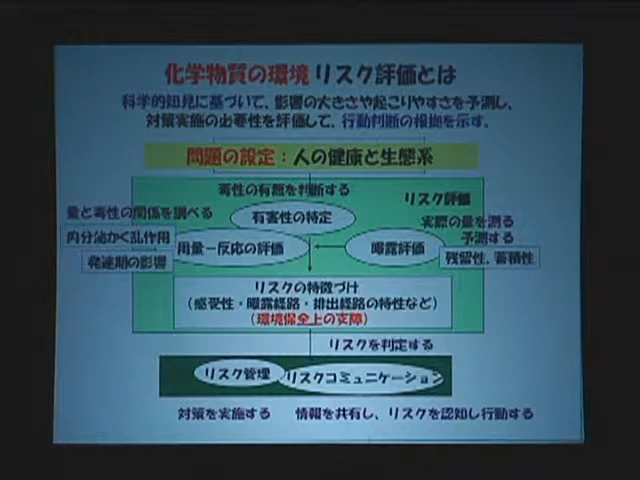 化学物質の環境リスク評価とは
科学的知見に基づいて、影響の大きさや起こりやすさを予測し、
対策実施の必要性を評価して、行動判断の根拠を示す。
問題の設定：人の健康と生態系
毒性の有無を判断する
リスク評価
量と毒性の関係を調べる
有害性の特定
実際の量を測る
予測する
内分泌かく乱作用
用量－反応の評価
曝露評価
発達期の影響
残留性、蓄積性
リスクの特徴づけ
（感受性・曝露経路・排出経路の特性など）
（環境保全上の支障）
リスクを判定する
リスク管理
リスクコミュニケーション
対策を実施する
情報を共有し、リスクを認知し行動する